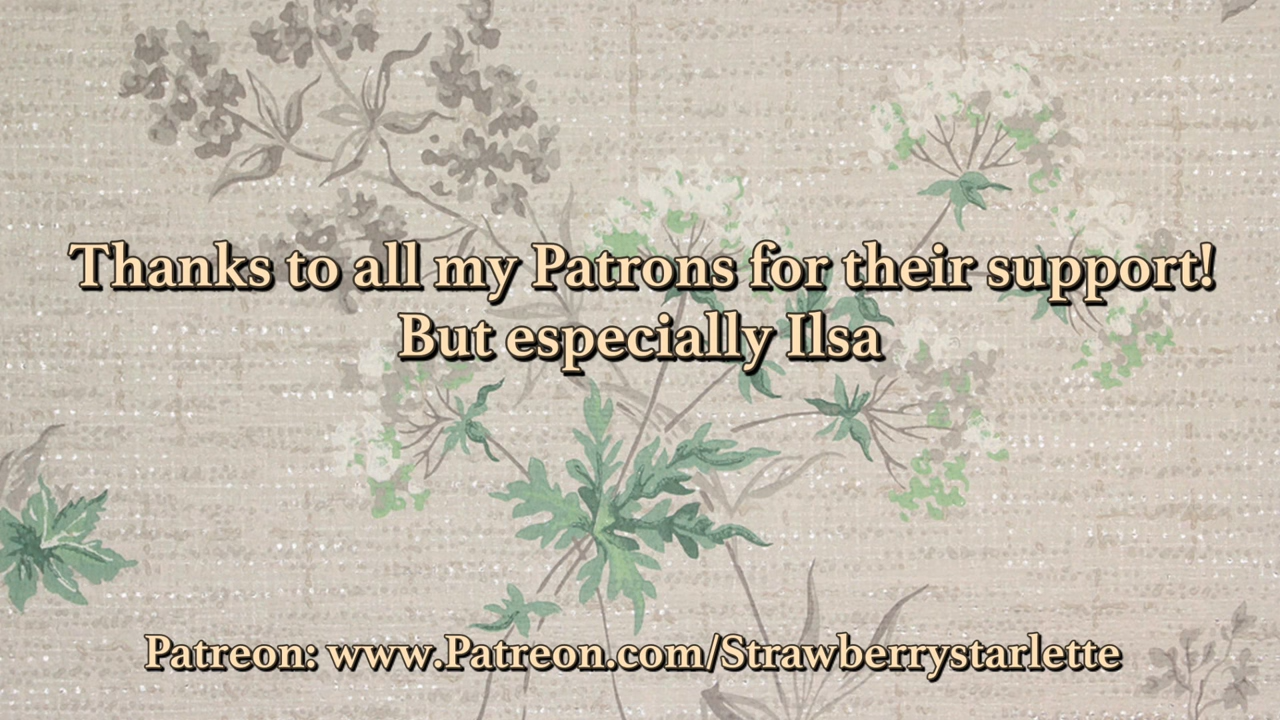 Thanks to all my Patrons for their support!
But especially Ilsa
Patreon: www.Patreon.com/Strawberrystarlette